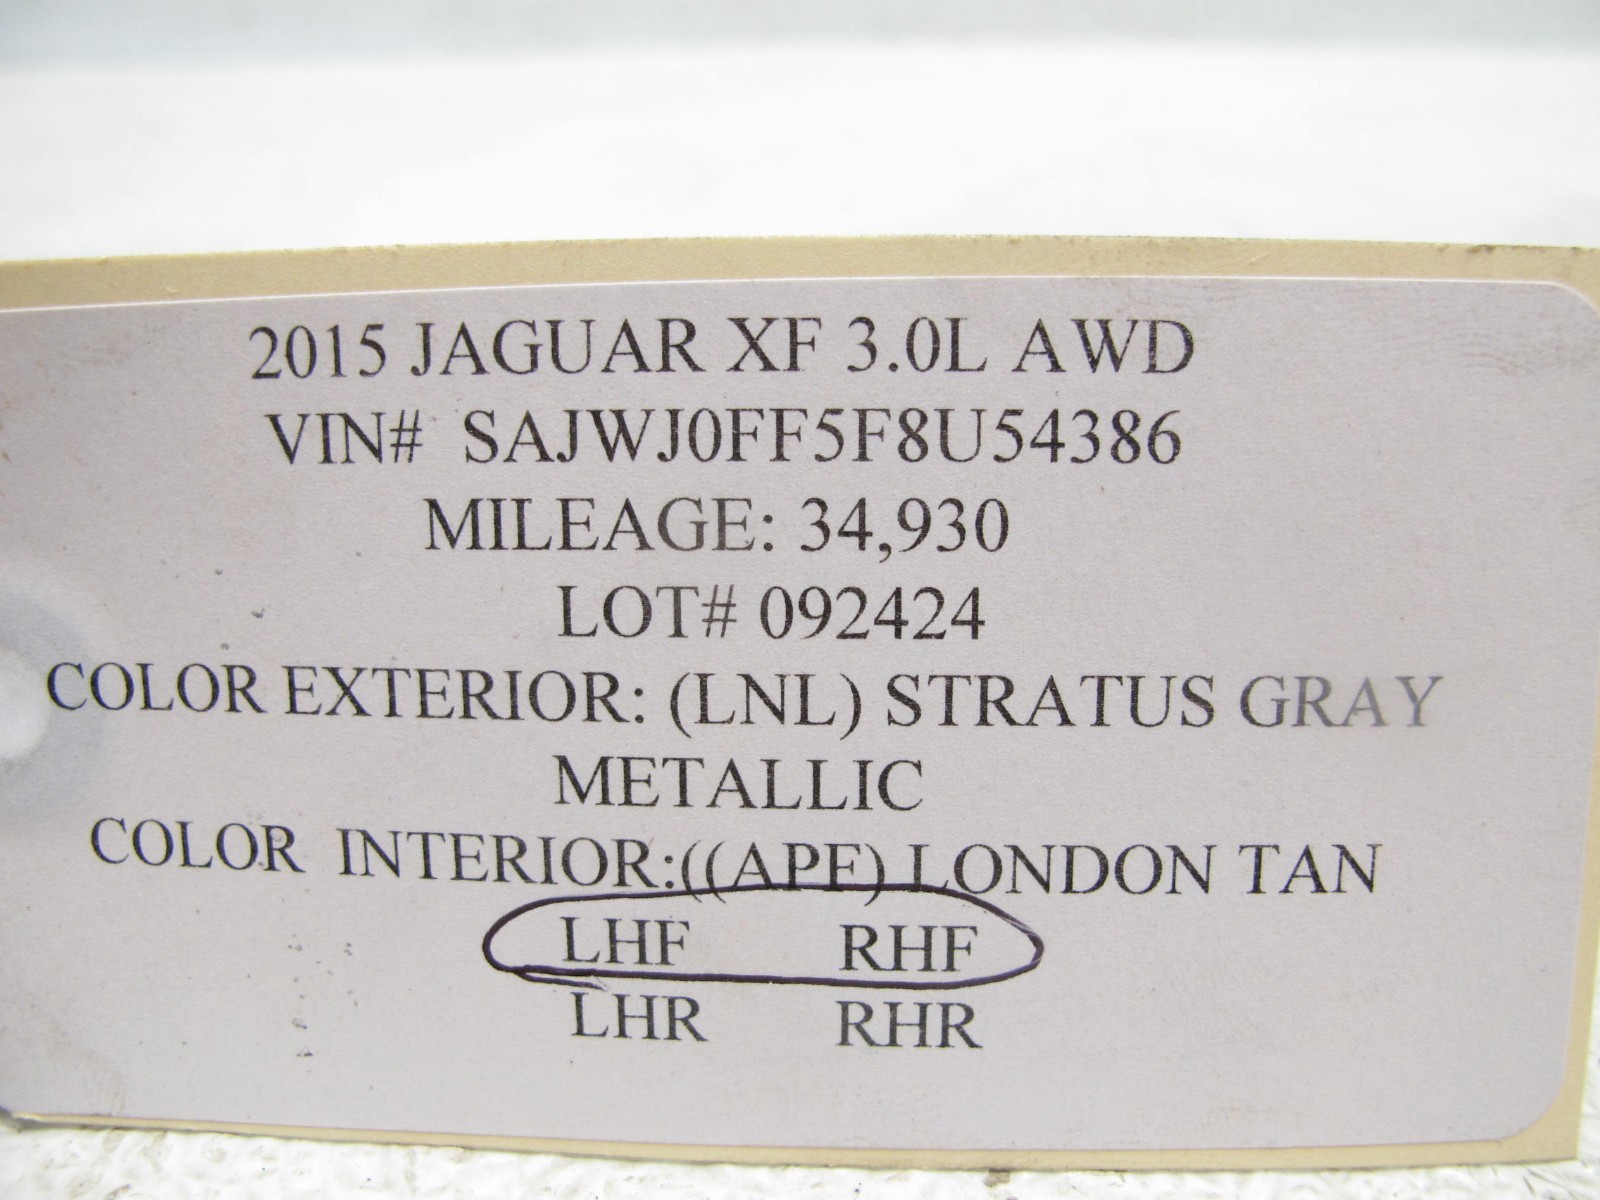 2015 JAGUAR XF 3.0L AWD
VIN# SAJWJ0FF5F8U54386
MILEAGE: 34,930
LOT# 092424
COLOR EXTERIOR: (LNL) STRATUS GRAY
METALLIC
COLOR INTERIOR:((APF) LONDON TAN
LHF RHF
LHR RHR